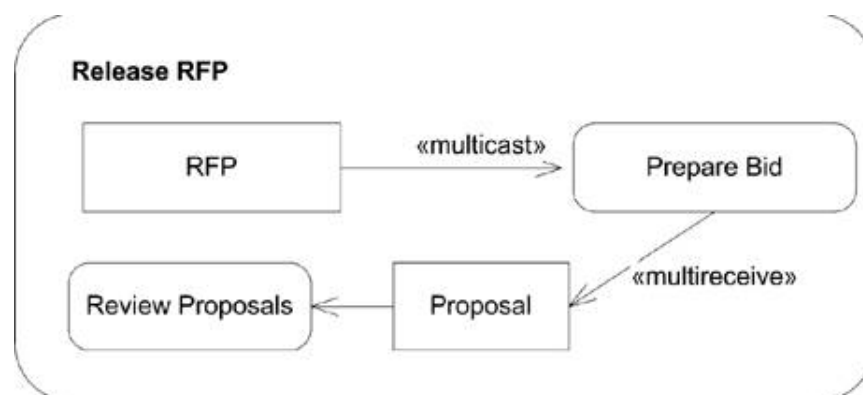 Release RFP
«multicast»
RFP
Prepare Bid
«multireceive»
Review Proposals
Proposal